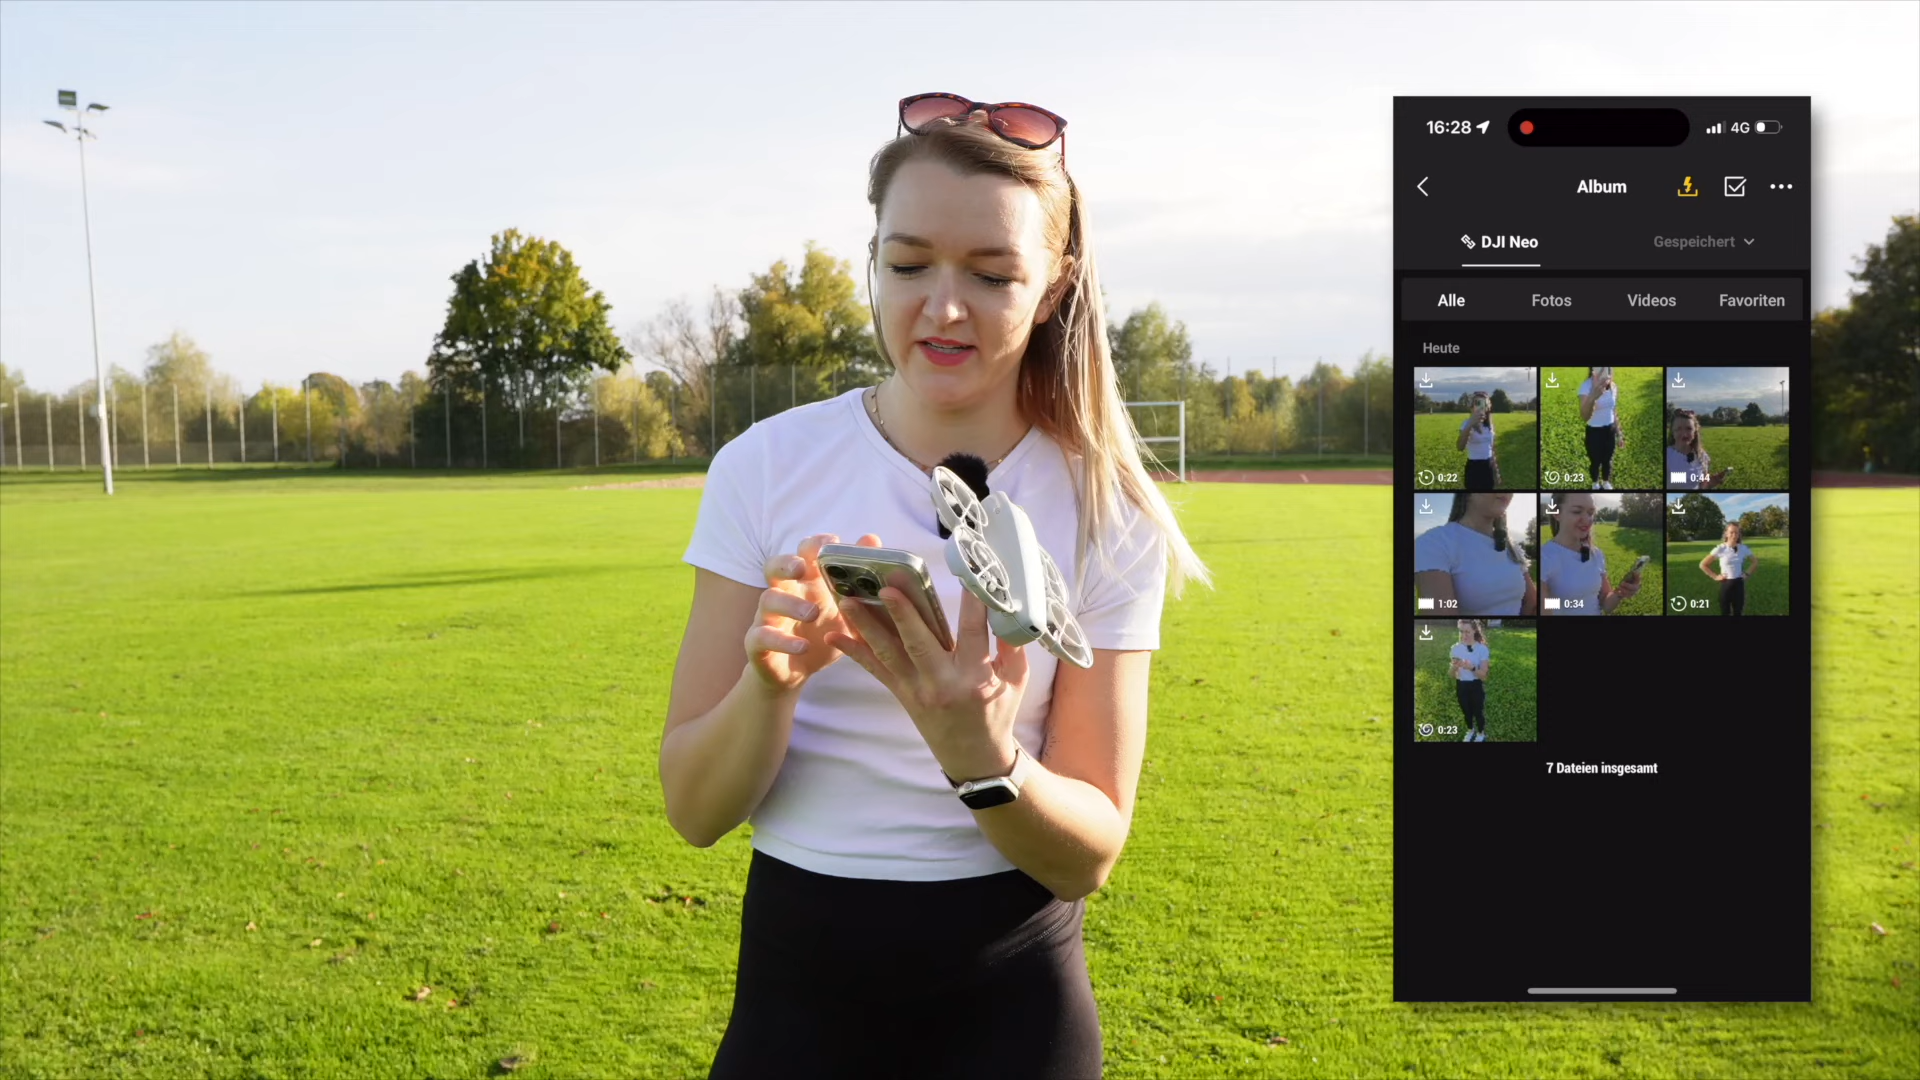 16:28
4G
Album
DJI Neo
Gespeichert
Alle
Fotos
Videos
Favoriten
Heute
0:22
0:23
0:44
1:02
0:34
0:21
0:23
7 Dateien insgesamt